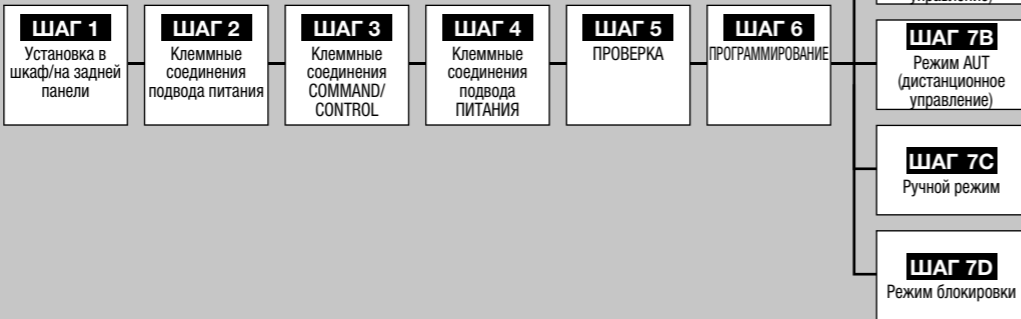 ШАГ 1
Установка в
шкаф/на задней
панели
ШАГ 2
Клеммные
соединения
подвода питания
ШАГ 3
Клеммные
соединения
COMMAND/
CONTROL
ШАГ 4
Клеммные
соединения
подвода
ПИТАНИЯ
ШАГ 5
ПРОВЕРКА
ШАГ 6
ПРОГРАММИРОВАНИЕ
управление)
ШАГ 7B
Режим AUT
(дистанционное
управление)
ШАГ 7C
Ручной режим
ШАГ 7D
Режим блокировки